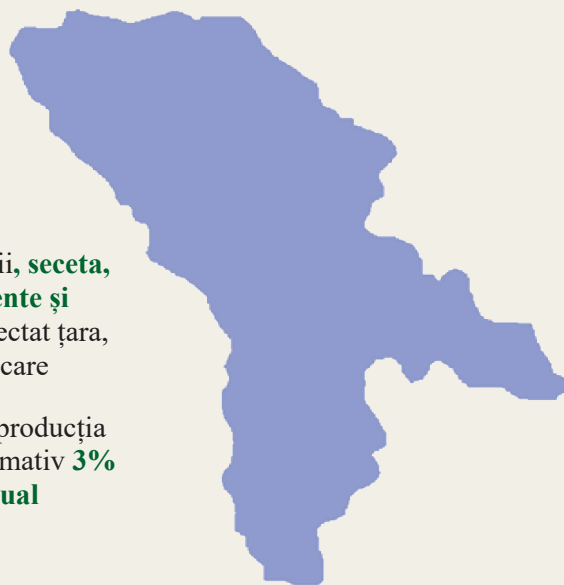 ii, seceta,
ente și
ectat țara,
care
producția
mativ 3%
ual